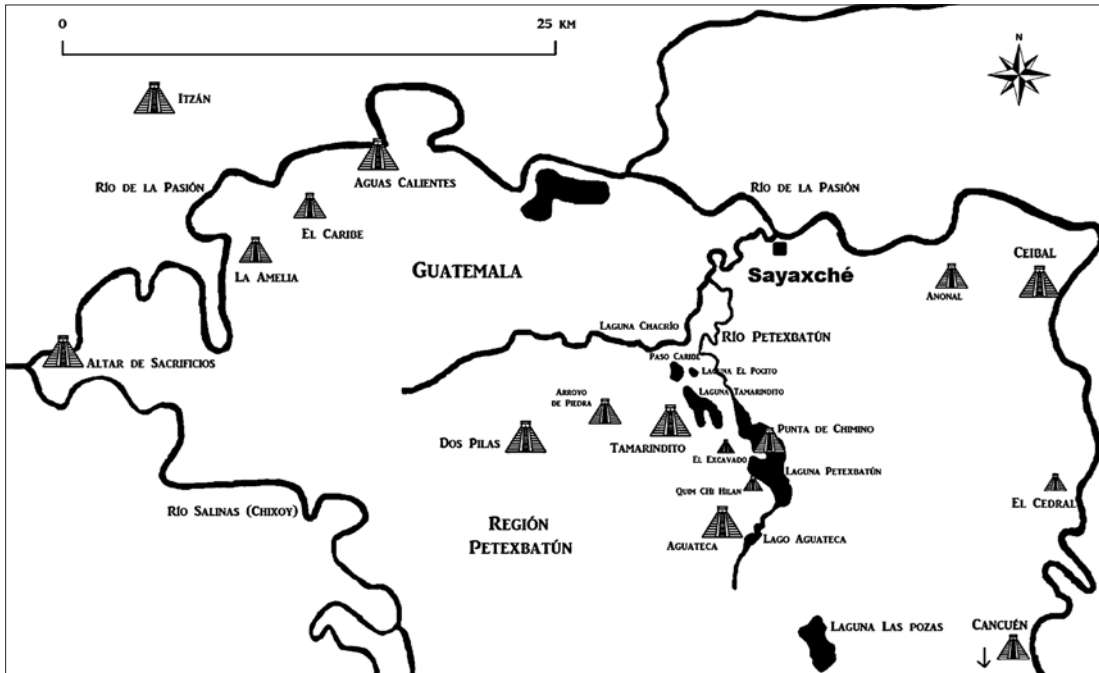 0 25 KM
N
ITZÁN
RÍO DE LA PASIÓN
AGUAS CALIENTES
RÍO DE LA PASIÓN
EL CARIBE
LA AMELIA
GUATEMALA
Sayaxché
CEIBAL
ANONAL
LAGUNA CHACRÍO
RÍO PETEXBATÚN
ALTAR DE SACRIFICIOS
PASO CARIBE
LAGUNA EL POCITO
LAGUNA TAMARINDITO
ARROYO
DE PIEDRA
DOS PILAS
TAMARINDITO
PUNTA DE CHIMINO
EL EXCAVADO
LAGUNA PETEXBATÚN
QUIM CHI HILAN
RÍO SALINAS (CHIXOY)
EL CEDRAL
REGIÓN
PETEXBATÚN
AGUATECA
LAGO AGUATECA
LAGUNA LAS POZAS
CANCUÉN